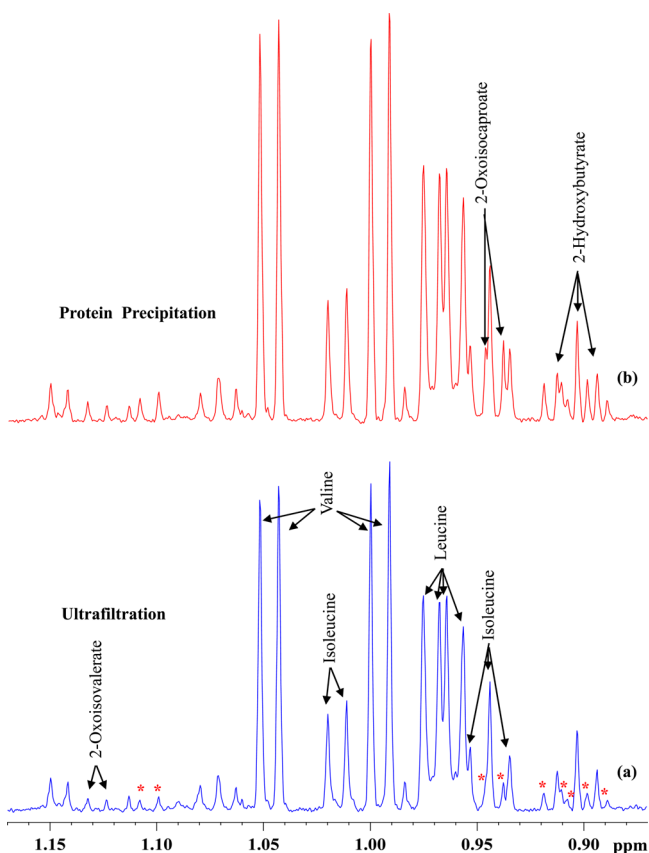 2-Oxoisocaproate
2-Hydroxybutyrate
Protein Precipitation
(b)
Valine
Leucine
Ultrafiltration
Isoleucine
Isoleucine
2-Oxoisovalerate
* * * * * * * * *
(a)
1.15 1.10 1.05 1.00 0.95 0.90 ppm